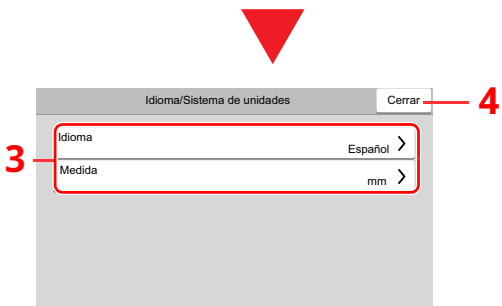 Idioma/Sistema de unidades
Cerrar
4
3
Idioma
Español
Medida
mm